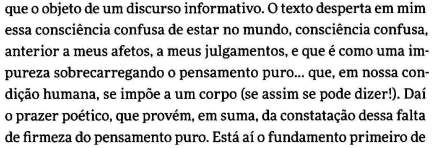 que o objeto de um discurso informativo. O texto desperta em mim
essa consciência confusa de estar no mundo, consciência confusa,
anterior a meus afetos, a meus julgamentos, e que é como uma im-
pureza sobrecarregando o pensamento puro... que, em nossa con-
dição humana, se impõe a um corpo (se assim se pode dizer!). Daí
o prazer poético, que provém, em suma, da constatação dessa falta
de firmeza do pensamento puro. Está aí o fundamento primeiro de